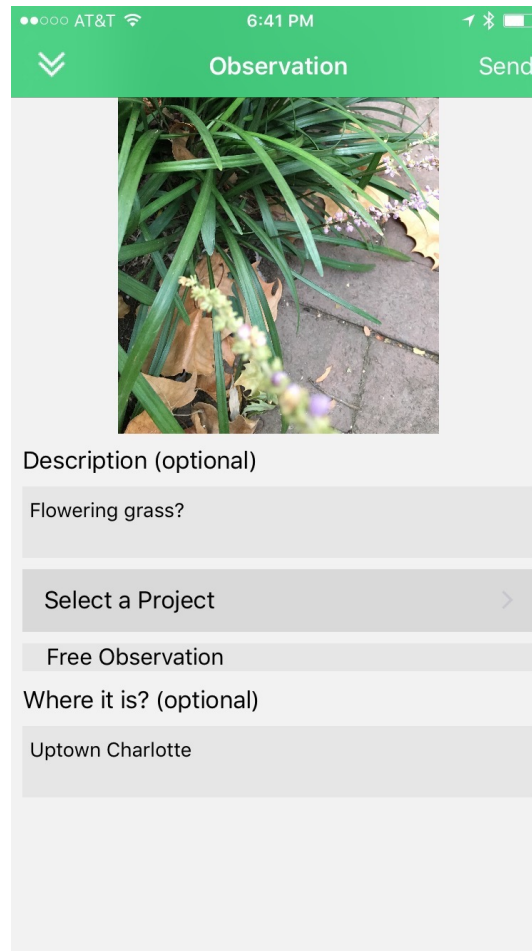 AT&T 6:41 PM
Observation Send
Description (optional)
Flowering grass?
Select a Project
Free Observation
Where it is? (optional)
Uptown Charlotte